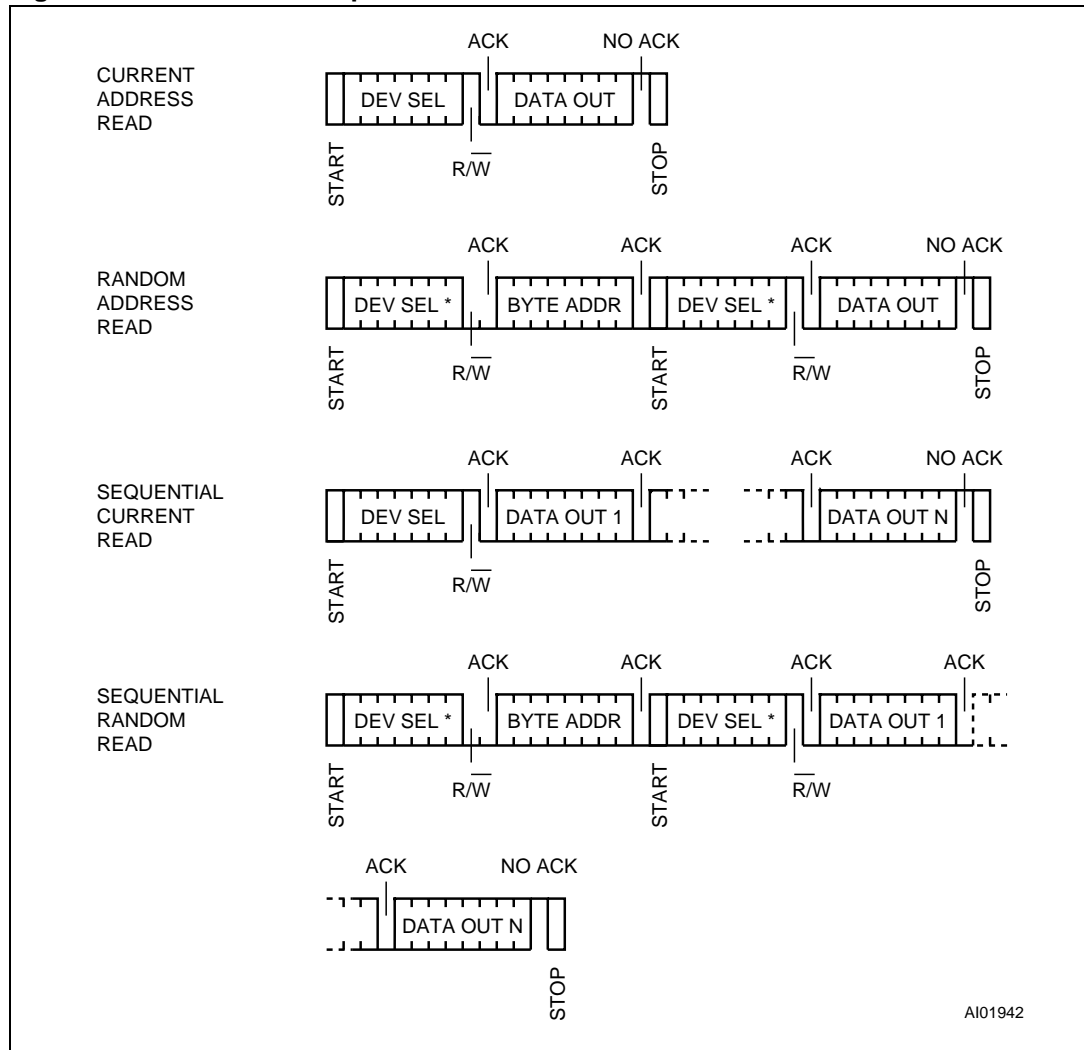 ACK NO ACK
CURRENT
ADDRESS
READ
DEV SEL DATA OUT
START
R/W̅
STOP
ACK ACK ACK NO ACK
RANDOM
ADDRESS
READ
DEV SEL * BYTE ADDR DEV SEL * DATA OUT
START
R/W̅
START
R̅/W
STOP
ACK ACK ACK NO ACK
SEQUENTIAL
CURRENT
READ
DEV SEL DATA OUT 1 DATA OUT N
START
R/W̅
STOP
ACK ACK ACK ACK
SEQUENTIAL
RANDOM
READ
DEV SEL * BYTE ADDR DEV SEL * DATA OUT 1
START
R/W̅
START
R̅/W
ACK NO ACK
DATA OUT N
STOP
AI01942